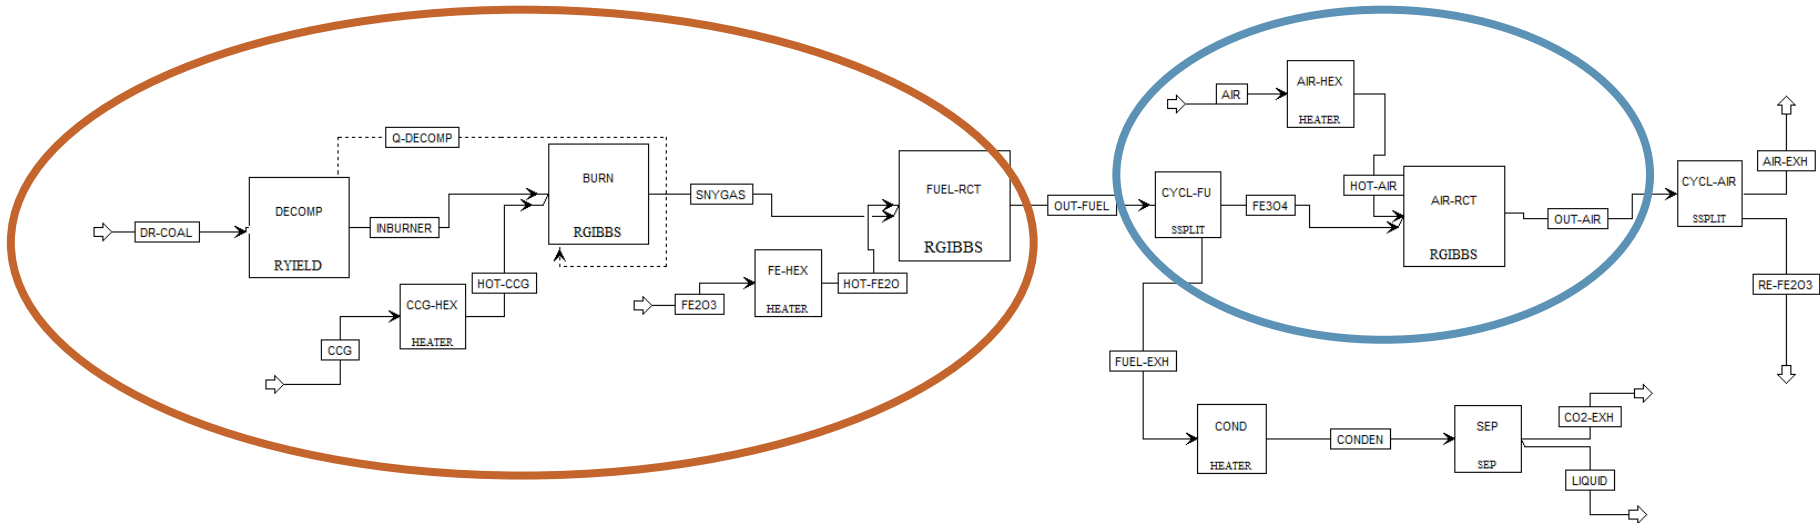 Q-DECOMP
DECOMP
RYIELD
DR-COAL
INBURNER
CCG-HEX
HEATER
CCG
HOT-CCG
BURN
RGIBBS
SNYGAS
FE-HEX
HEATER
FE2O3
HOT-FE2O
FUEL-RCT
RGIBBS
OUT-FUEL
CYCL-FU
SSPLIT
FE3O4
AIR
AIR-HEX
HEATER
HOT-AIR
AIR-RCT
RGIBBS
OUT-AIR
CYCL-AIR
SSPLIT
AIR-EXH
RE-FE2O3
FUEL-EXH
COND
HEATER
CONDEN
SEP
SEP
CO2-EXH
LIQUID